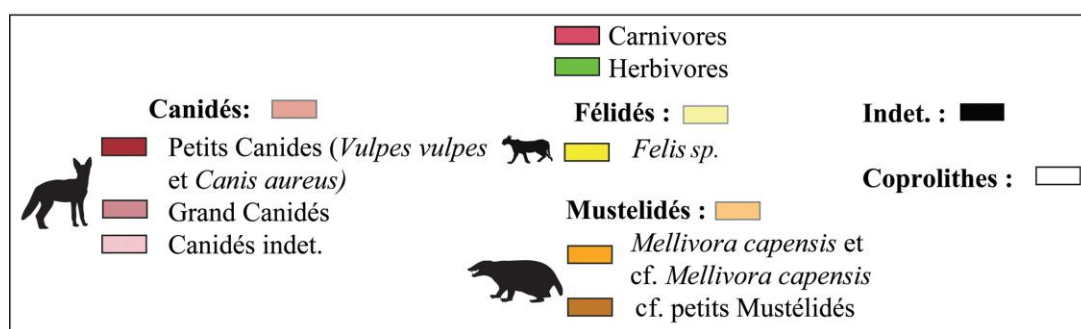 Carnivores
Herbivores
Canidés:
Petits Canides (Vulpes vulpes
et Canis aureus)
Grand Canidés
Canidés indet.
Félidés :
Felis sp.
Mustelidés :
Mellivora capensis et
cf. Mellivora capensis
cf. petits Mustélidés
Indet. :
Coprolithes :